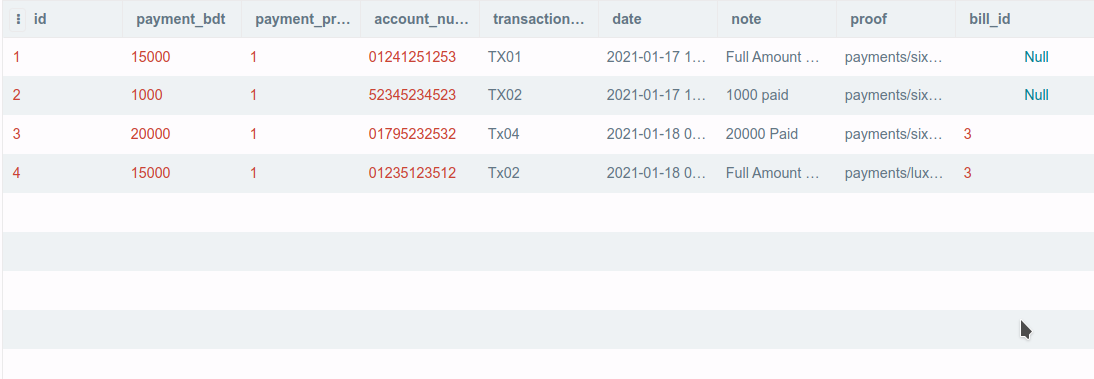 id payment_bdt payment_pr... account_nu... transaction... date note proof bill_id
1 15000 1 01241251253 TX01 2021-01-17 1... Full Amount ... payments/six... Null
2 1000 1 52345234523 TX02 2021-01-17 1... 1000 paid payments/six... Null
3 20000 1 01795232532 Tx04 2021-01-18 0... 20000 Paid payments/six... 3
4 15000 1 01235123512 Tx02 2021-01-18 0... Full Amount ... payments/lux... 3